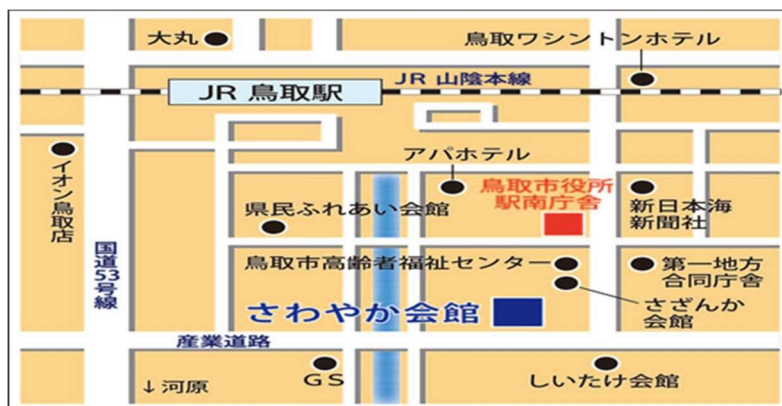 大丸
鳥取ワシントンホテル
JR 山陰本線
JR 鳥取駅
アパホテル
イオン鳥取店
鳥取市役所
駅南庁舎
県民ふれあい会館
新日本海
新聞社
国道53号線
鳥取市高齢者福祉センター
第一地方
合同庁舎
さわやか会館
さざんか
会館
産業道路
↓河原
GS
しいたけ会館